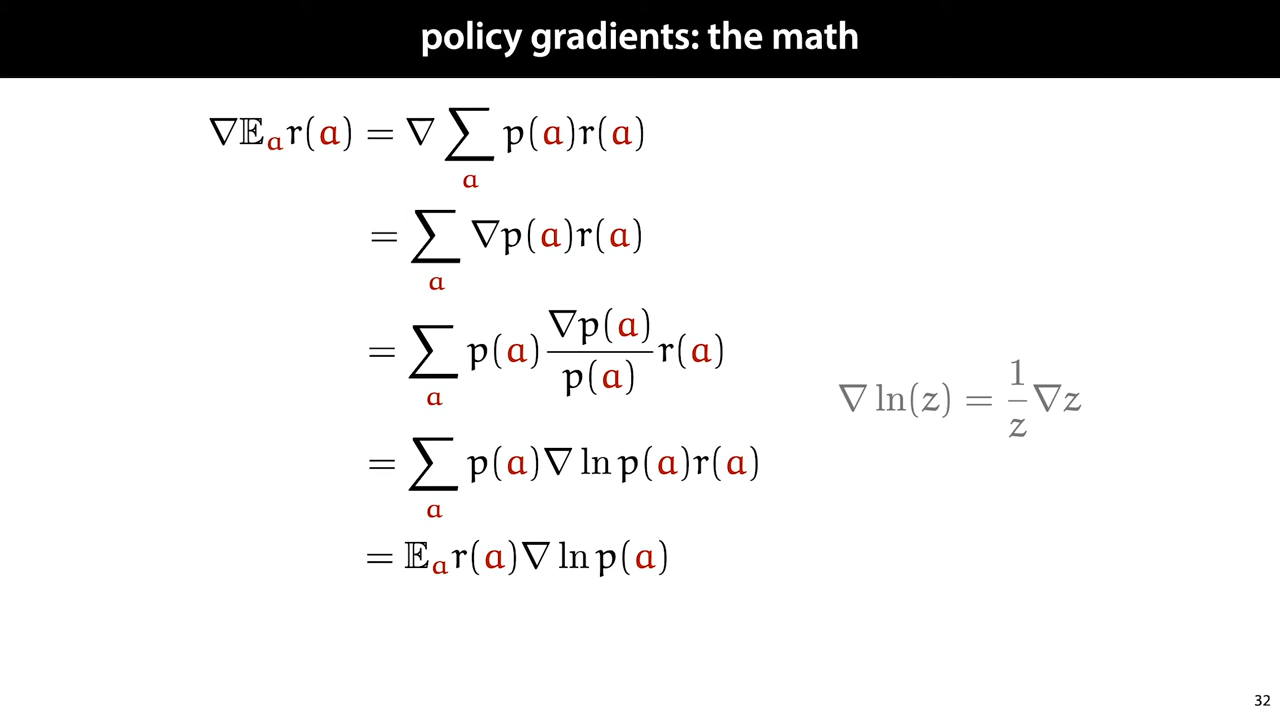 policy gradients: the math
∇𝔼ₐr(a) = ∇ ∑ₐ p(a)r(a)
= ∑ₐ ∇p(a)r(a)
= ∑ₐ p(a) ∇p(a)/p(a) r(a)
∇ ln(z) = 1/z ∇z
= ∑ₐ p(a)∇ ln p(a)r(a)
= 𝔼ₐr(a)∇ ln p(a)
32